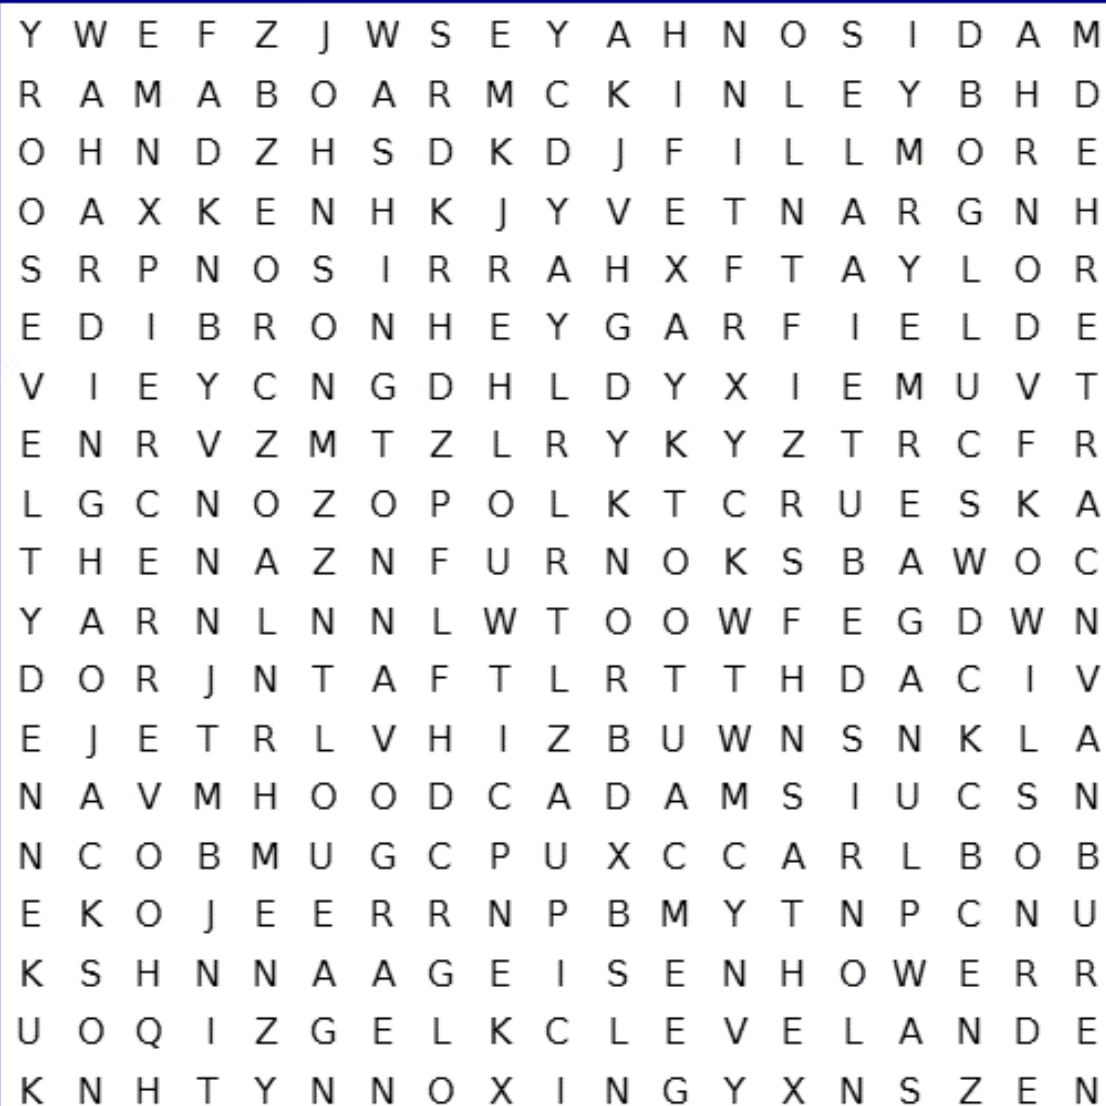 Y W E F Z J W S E Y A H N O S I D A M
R A M A B O A R M C K I N L E Y B H D
O H N D Z H S D K D J F I L L M O R E
O A X K E N H K J Y V E T N A R G N H
S R P N O S I R R A H X F T A Y L O R
E D I B R O N H E Y G A R F I E L D E
V I E Y C N G D H L D Y X I E M U V T
E N R V Z M T Z L R Y K Y Z T R C F R
L G C N O Z O P O L K T C R U E S K A
T H E N A Z N F U R N O K S B A W O C
Y A R N L N N L W T O O W F E G D W N
D O R J N T A F T L R T T H D A C I V
E J E T R L V H I Z B U W N S N K L A
N A V M H O O D C A D A M S I U C S N
N C O B M U G C P U X C C A R L B O B
E K O J E E R R N P B M Y T N P C N U
K S H N N A A G E I S E N H O W E R R
U O Q I Z G E L K C L E V E L A N D E
K N H T Y N N O X I N G Y X N S Z E N